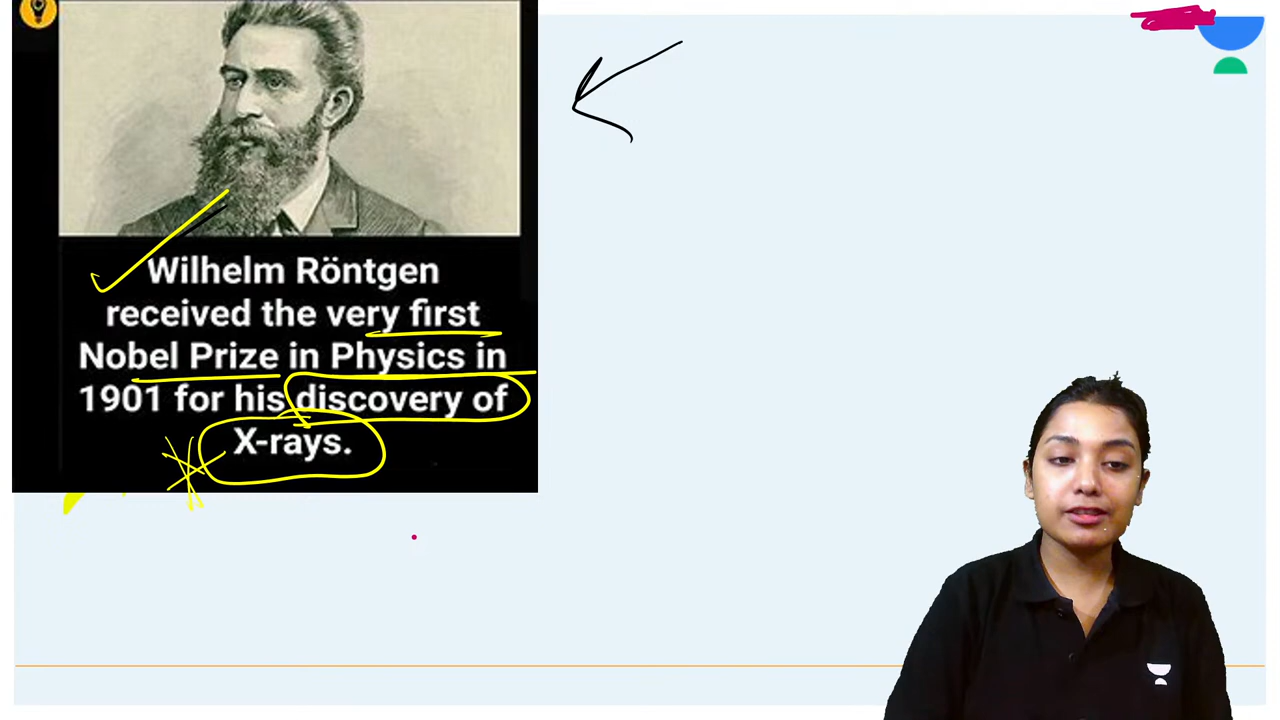 Wilhelm Röntgen
received the very first
Nobel Prize in Physics in
1901 for his discovery of
X-rays.